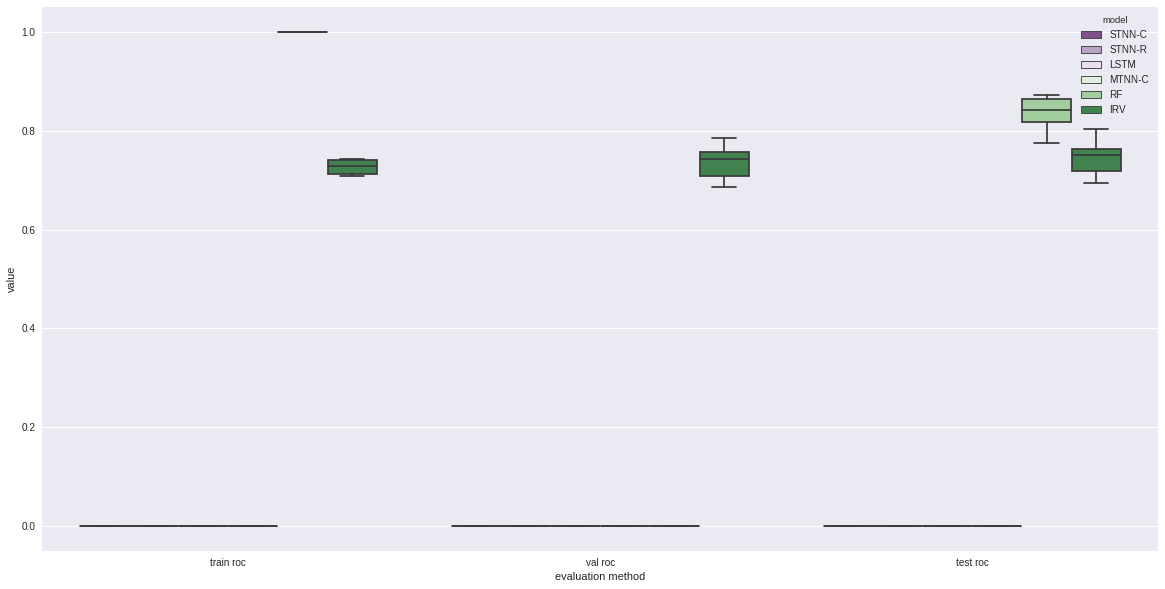 model
STNN-C
STNN-R
LSTM
MTNN-C
RF
IRV
1.0
0.8
0.6
0.4
0.2
0.0
value
train roc
val roc
test roc
evaluation method